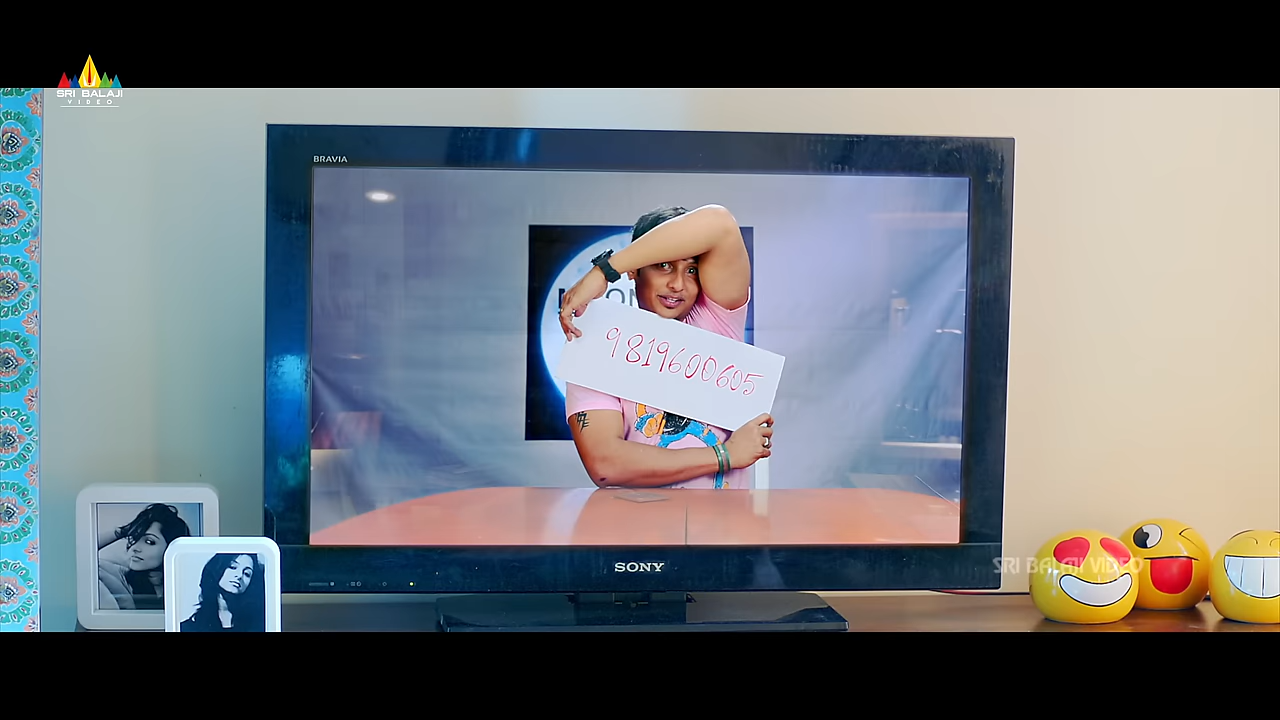 SRI BALAJI
VIDEO
BRAVIA
9819600605
SONY
SRI BALAJI VIDEO